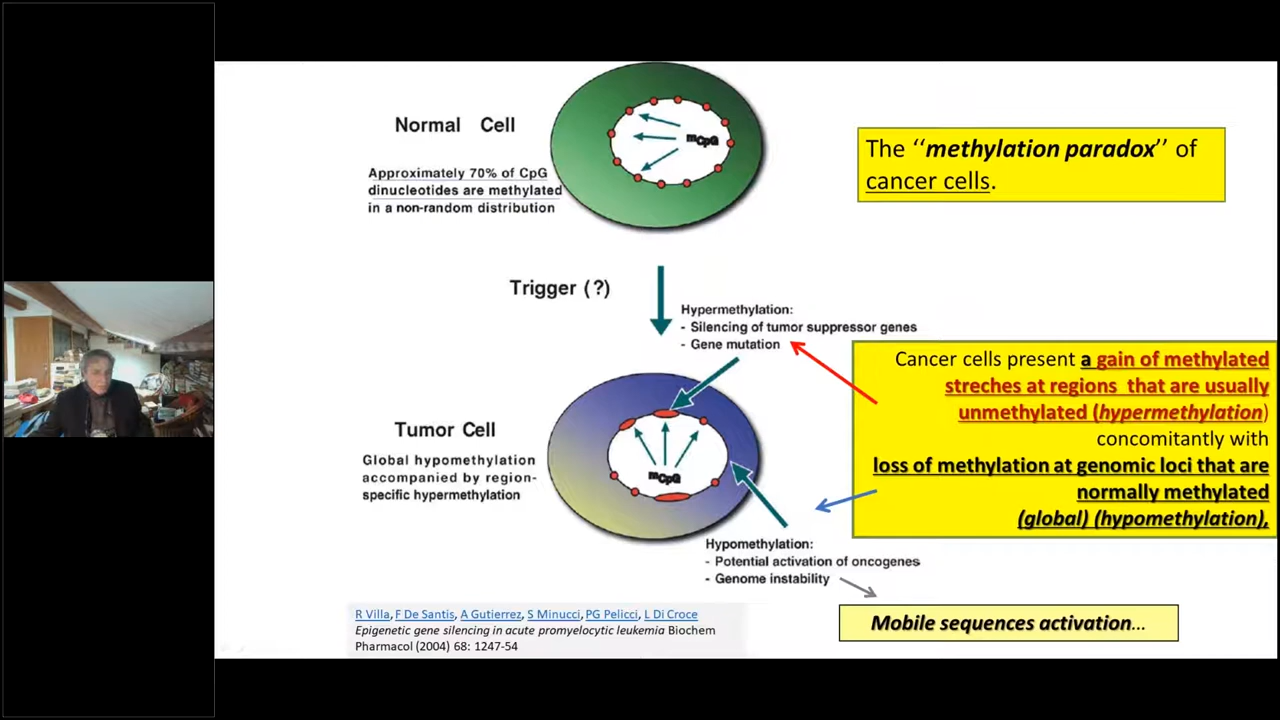 Normal Cell
mCpG
Approximately 70% of CpG
dinucleotides are methylated
in a non-random distribution
The ‘‘methylation paradox’’ of
cancer cells.
Trigger (?)
Hypermethylation:
- Silencing of tumor suppressor genes
- Gene mutation
Cancer cells present a gain of methylated
streches at regions that are usually
unmethylated (hypermethylation)
concomitantly with
loss of methylation at genomic loci that are
normally methylated
(global) (hypomethylation),
Tumor Cell
Global hypomethylation
accompanied by region-
specific hypermethylation
mCpG
Hypomethylation:
- Potential activation of oncogenes
- Genome instability
Mobile sequences activation...
R Villa, F De Santis, A Gutierrez, S Minucci, PG Pelicci, L Di Croce
Epigenetic gene silencing in acute promyelocytic leukemia Biochem
Pharmacol (2004) 68: 1247-54